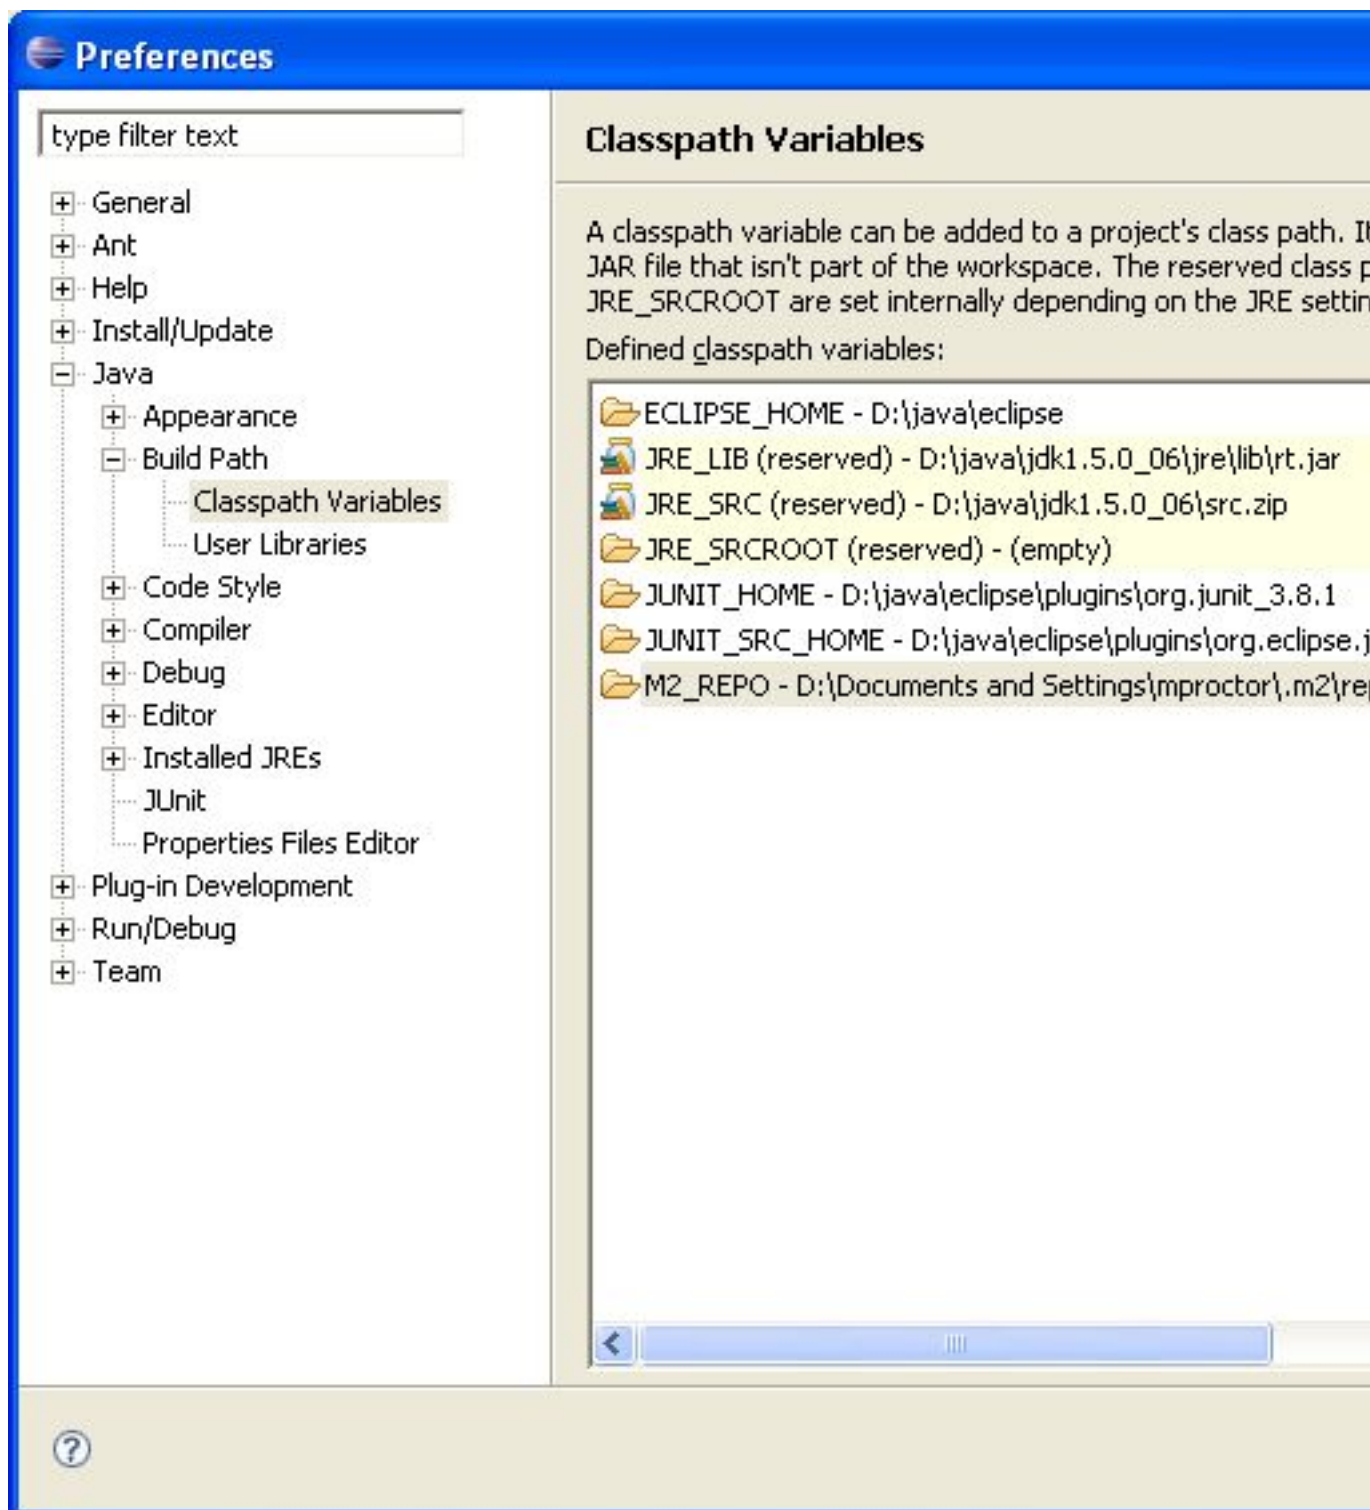 Preferences
type filter text
General
Ant
Help
Install/Update
Java
Appearance
Build Path
Classpath Variables
User Libraries
Code Style
Compiler
Debug
Editor
Installed JREs
JUnit
Properties Files Editor
Plug-in Development
Run/Debug
Team
Classpath Variables
A classpath variable can be added to a project's class path. It
JAR file that isn't part of the workspace. The reserved class
JRE_SRCROOT are set internally depending on the JRE
Defined classpath variables:
ECLIPSE_HOME - D:\java\eclipse
JRE_LIB (reserved) - D:\java\jdk1.5.0_06\jre\lib\rt.jar
JRE_SRC (reserved) - D:\java\jdk1.5.0_06\src.zip
JRE_SRCROOT (reserved) - (empty)
JUNIT_HOME - D:\java\eclipse\plugins\org.junit_3.8.1
JUNIT_SRC_HOME - D:\java\eclipse\plugins\org.eclipse.j
M2_REPO - D:\Documents and Settings\mproctor\.m2\re
?